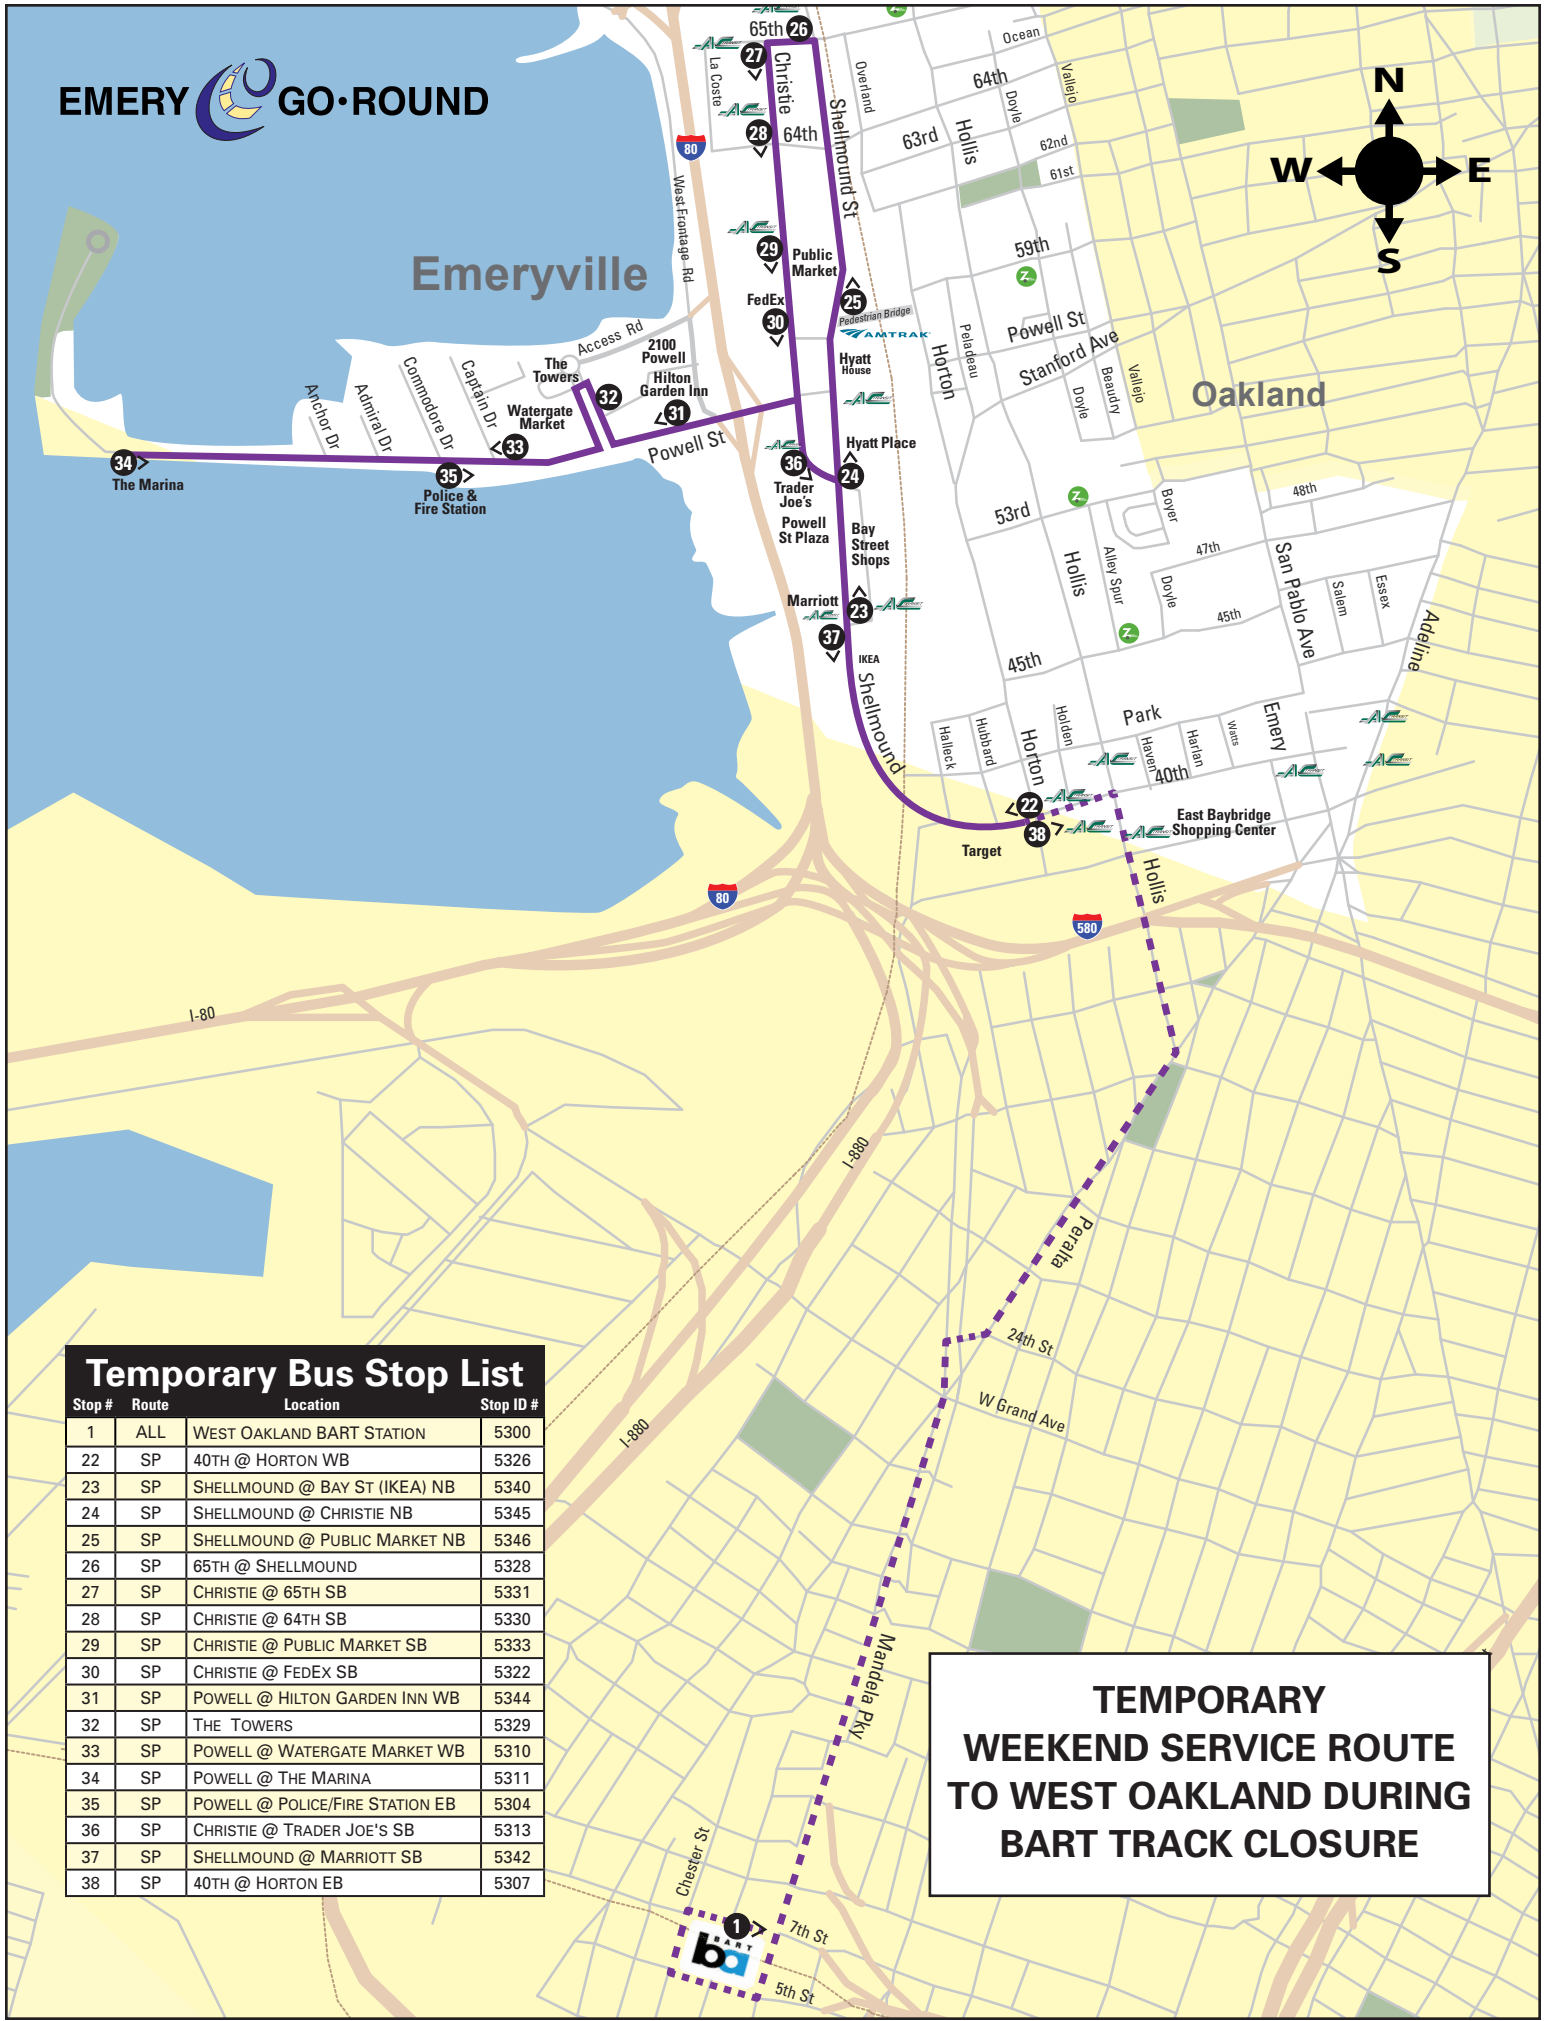 EMERY GO·ROUND
Emeryville
Oakland
N
W E
S
65th
26
27
La Coste
Christie
28
64th
Shellmound St
Overland
Ocean
64th
Doyle
Vallejo
63rd
Hollis
62nd
61st
80
West Frontage Rd
29
Public
Market
59th
FedEx
30
25
Pedestrian Bridge
AMTRAK
Powell St
Stanford Ave
Horton
Peladeau
Doyle
Beaudry
Vallejo
Access Rd
2100
Powell
The
Towers
Hilton
Garden Inn
32
31
Hyatt
House
Anchor Dr
Admiral Dr
Commodore Dr
Captain Dr
Watergate
Market
33
Powell St
34
The Marina
35
Police &
Fire Station
36
Trader
Joe's
Powell
St Plaza
Hyatt Place
24
Bay
Street
Shops
Marriott
23
37
IKEA
Shellmound
53rd
Hollis
Alley Spur
Boyer
48th
47th
Doyle
45th
San Pablo Ave
Salem
Essex
Adeline
45th
Halleck
Hubbard
Horton
Holden
Park
Haven
Harlan
Watts
Emery
40th
22
38
Target
East Baybridge
Shopping Center
Hollis
80
580
I-80
I-880
Peralta
24th St
W Grand Ave
I-880
Mandela Pky
Chester St
1
BART
ba
7th St
5th St
Temporary Bus Stop List
Stop # Route Location Stop ID #
1 ALL WEST OAKLAND BART STATION 5300
22 SP 40TH @ HORTON WB 5326
23 SP SHELLMOUND @ BAY ST (IKEA) NB 5340
24 SP SHELLMOUND @ CHRISTIE NB 5345
25 SP SHELLMOUND @ PUBLIC MARKET NB 5346
26 SP 65TH @ SHELLMOUND 5328
27 SP CHRISTIE @ 65TH SB 5331
28 SP CHRISTIE @ 64TH SB 5330
29 SP CHRISTIE @ PUBLIC MARKET SB 5333
30 SP CHRISTIE @ FEDEX SB 5322
31 SP POWELL @ HILTON GARDEN INN WB 5344
32 SP THE TOWERS 5329
33 SP POWELL @ WATERGATE MARKET WB 5310
34 SP POWELL @ THE MARINA 5311
35 SP POWELL @ POLICE/FIRE STATION EB 5304
36 SP CHRISTIE @ TRADER JOE'S SB 5313
37 SP SHELLMOUND @ MARRIOTT SB 5342
38 SP 40TH @ HORTON EB 5307
TEMPORARY
WEEKEND SERVICE ROUTE
TO WEST OAKLAND DURING
BART TRACK CLOSURE